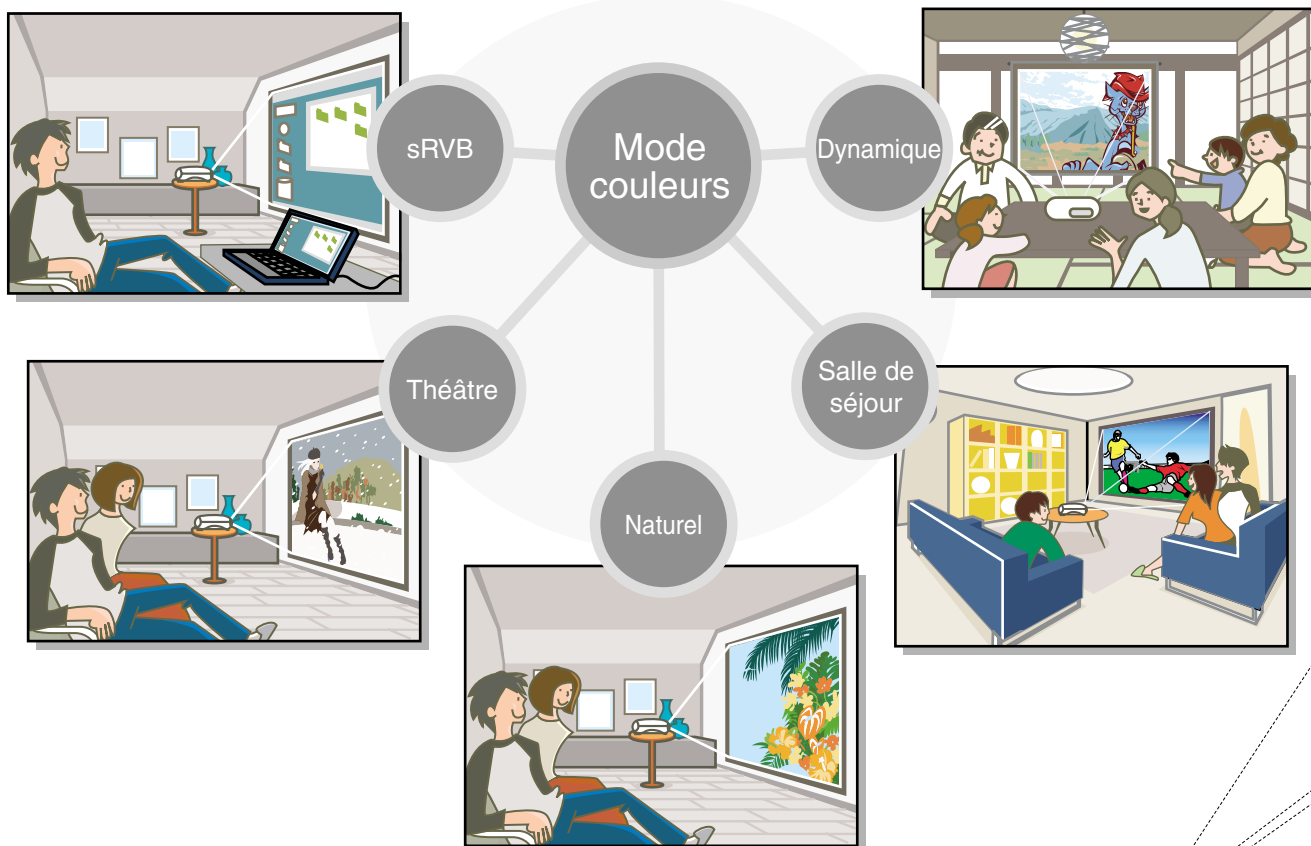 sRVB
Mode
couleurs
Dynamique
Théâtre
Salle de
séjour
Naturel